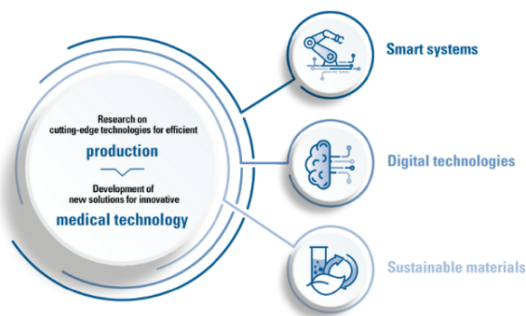 Research on
cutting-edge technologies for efficient
production
Development of
new solutions for innovative
medical technology
Smart systems
Digital technologies
Sustainable materials